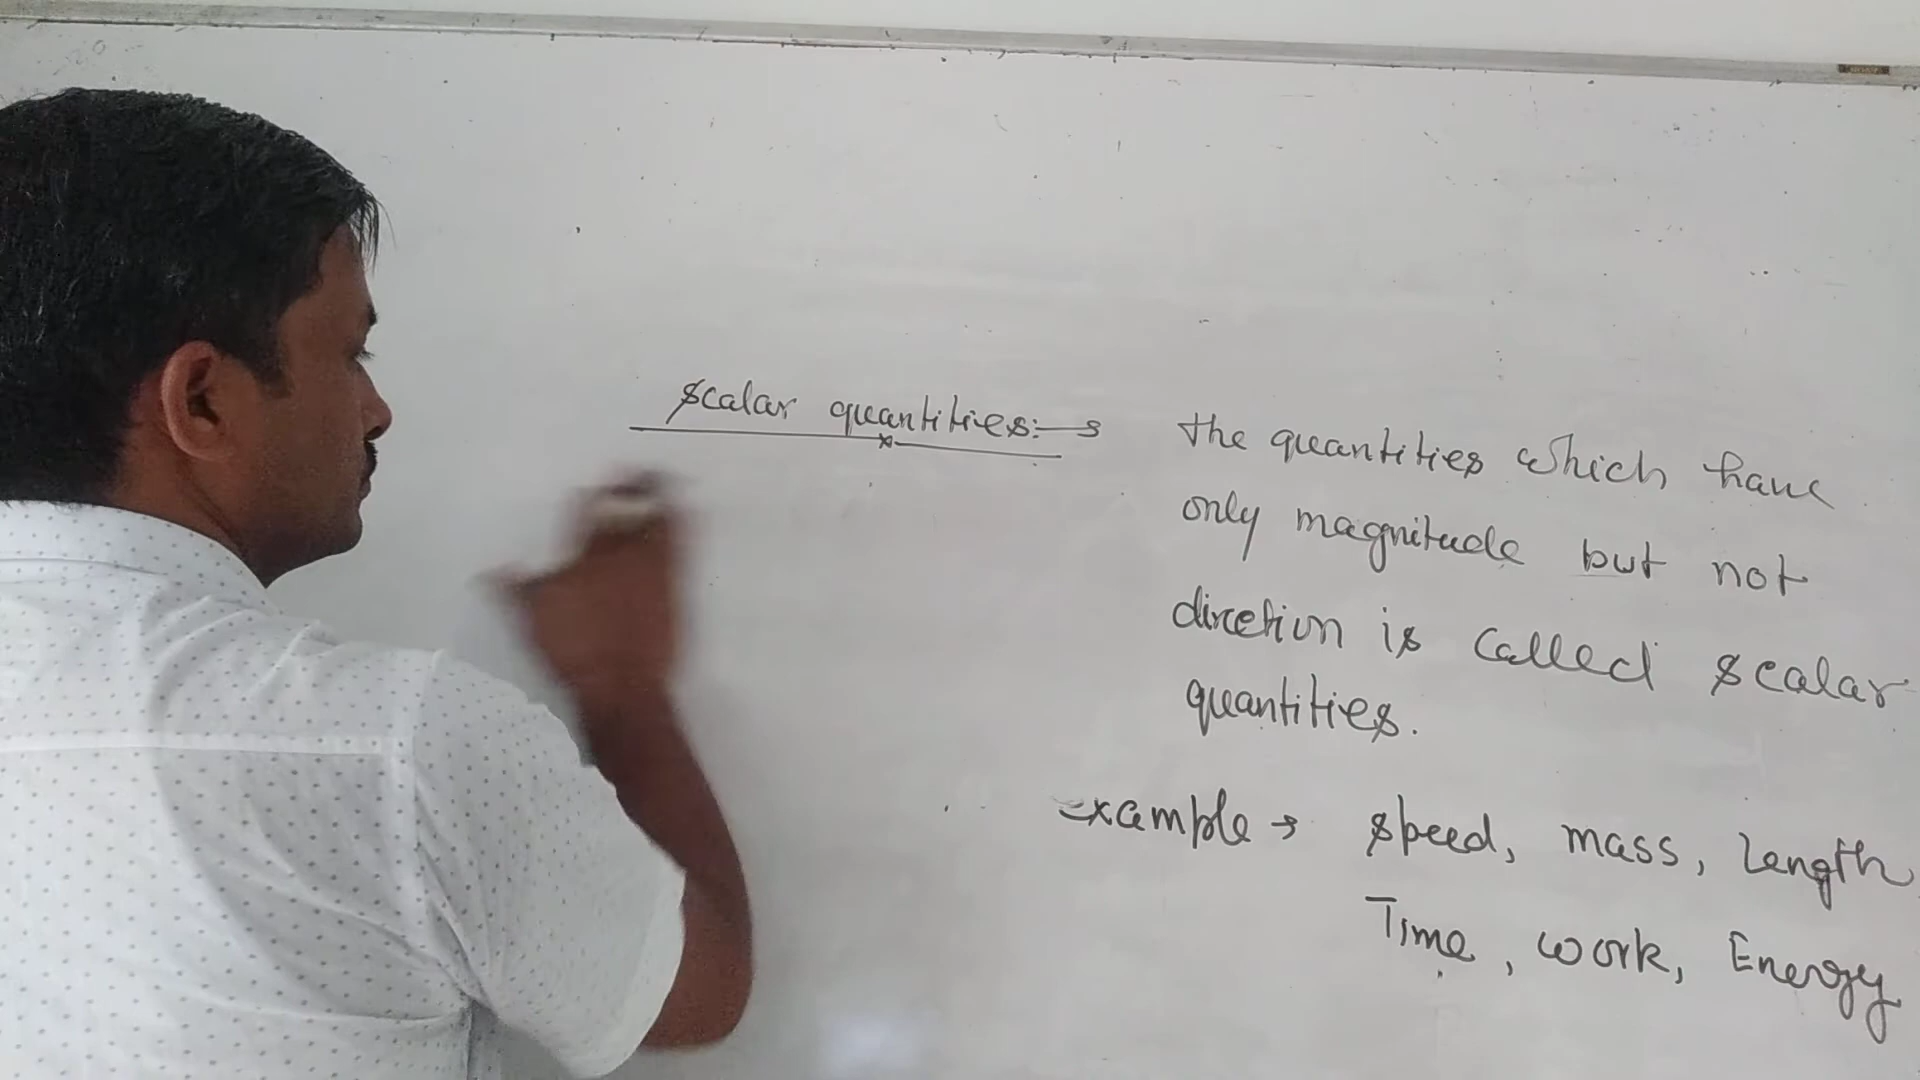 scalar quantities:→ the quantities which have
only magnitude but not
direction is called scalar
quantities.
Example → speed, mass, Length,
Time, work, Energy